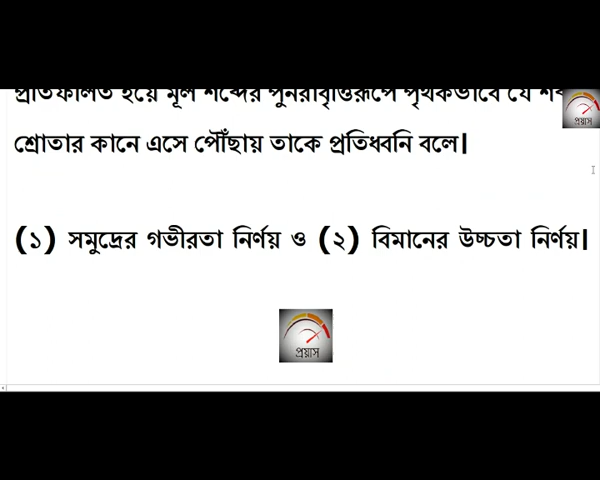 প্রতিফলিত হয়ে মূল শব্দের পুনরাবৃত্তিরূপে পৃথকভাবে যে
শ্রোতার কানে এসে পৌঁছায় তাকে প্রতিধ্বনি বলে।
(১) সমুদ্রের গভীরতা নির্ণয় ও (২) বিমানের উচ্চতা নির্ণয়।
প্রয়াস
প্রয়াস